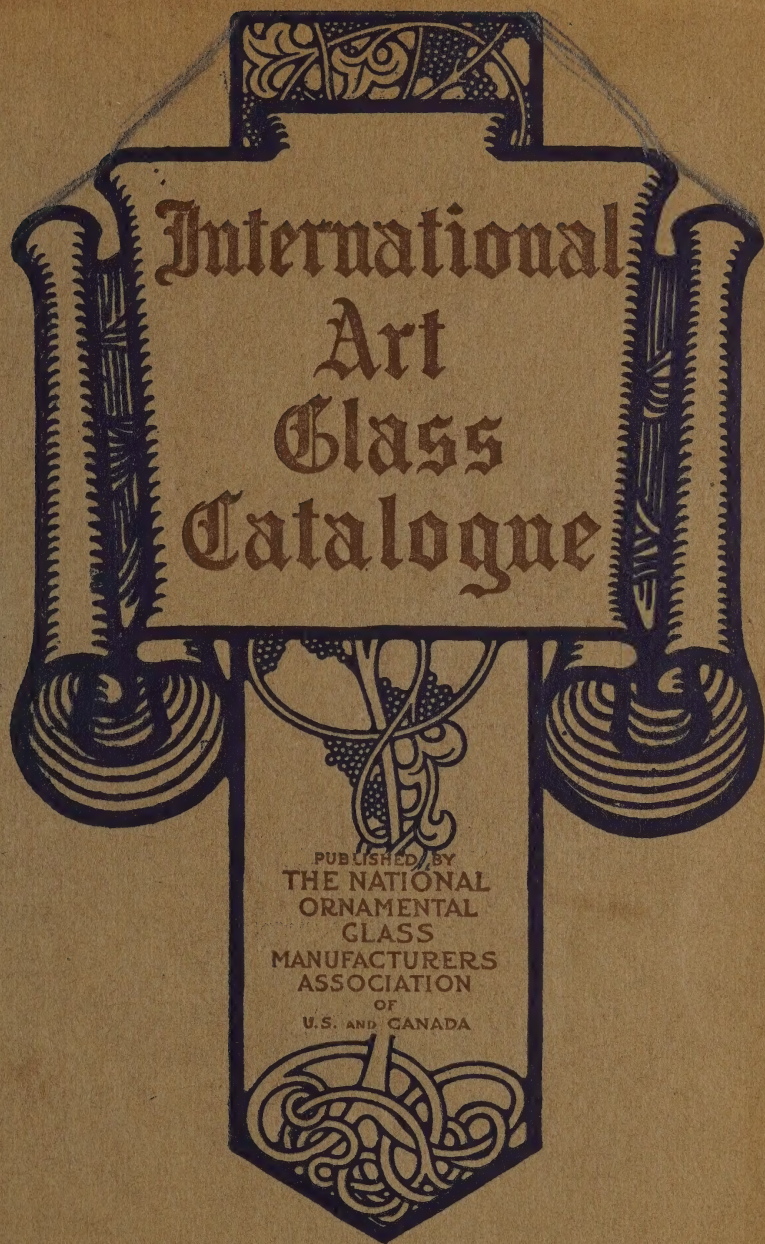 International
Art
Glass
Catalogue
PUBLISHED BY
THE NATIONAL
ORNAMENTAL
GLASS
MANUFACTURERS
ASSOCIATION
OF
U.S. AND CANADA